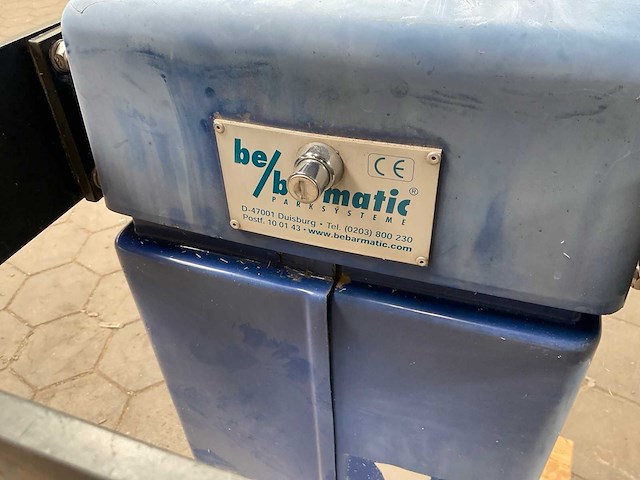 be/barmatic®
CE
PARKSYSTEME
D-47001 Duisburg • Tel. (0203) 800 230
Postf. 10 01 43 • www.bebarmatic.com